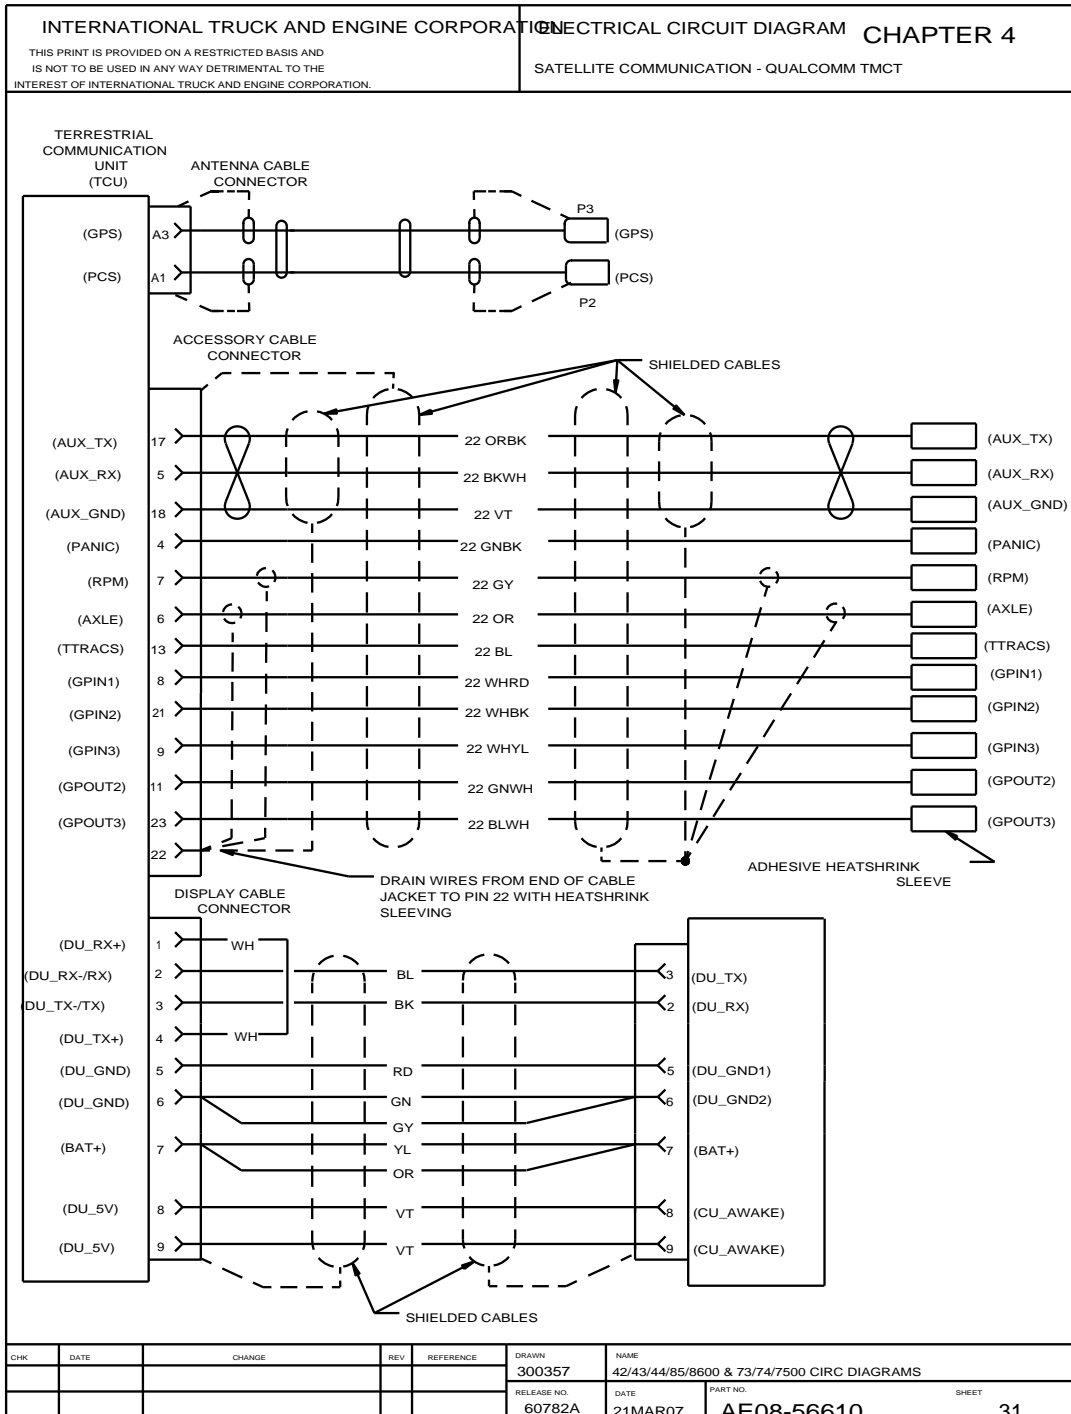 INTERNATIONAL TRUCK AND ENGINE CORPORATION
THIS PRINT IS PROVIDED ON A RESTRICTED BASIS AND
IS NOT TO BE USED IN ANY WAY DETRIMENTAL TO THE
INTEREST OF INTERNATIONAL TRUCK AND ENGINE CORPORATION.
ELECTRICAL CIRCUIT DIAGRAM CHAPTER 4
SATELLITE COMMUNICATION - QUALCOMM TMCT
TERRESTRIAL
COMMUNICATION
UNIT
(TCU)
ANTENNA CABLE
CONNECTOR
P3
(GPS) A3 (GPS)
(PCS) A1 (PCS)
P2
ACCESSORY CABLE
CONNECTOR
SHIELDED CABLES
(AUX_TX) 17 22 ORBK (AUX_TX)
(AUX_RX) 5 22 BKWH (AUX_RX)
(AUX_GND) 18 22 VT (AUX_GND)
(PANIC) 4 22 GNBK (PANIC)
(RPM) 7 22 GY (RPM)
(AXLE) 6 22 OR (AXLE)
(TTRACS) 13 22 BL (TTRACS)
(GPIN1) 8 22 WHRD (GPIN1)
(GPIN2) 21 22 WHBK (GPIN2)
(GPIN3) 9 22 WHYL (GPIN3)
(GPOUT2) 11 22 GNWH (GPOUT2)
(GPOUT3) 23 22 BLWH (GPOUT3)
22
ADHESIVE HEATSHRINK
SLEEVE
DRAIN WIRES FROM END OF CABLE
JACKET TO PIN 22 WITH HEATSHRINK
SLEEVING
DISPLAY CABLE
CONNECTOR
(DU_RX+) 1 WH
(DU_RX-/RX) 2 BL 3 (DU_TX)
(DU_TX-/TX) 3 BK 2 (DU_RX)
(DU_TX+) 4 WH
(DU_GND) 5 RD 5 (DU_GND1)
(DU_GND) 6 GN 6 (DU_GND2)
GY
(BAT+) 7 YL 7 (BAT+)
OR
(DU_5V) 8 VT 8 (CU_AWAKE)
(DU_5V) 9 VT 9 (CU_AWAKE)
SHIELDED CABLES
CHK DATE CHANGE REV REFERENCE
DRAWN
300357
NAME
42/43/44/85/8600 & 73/74/7500 CIRC DIAGRAMS
RELEASE NO.
60782A
DATE
21MAR07
PART NO.
AE08-56610
SHEET
31